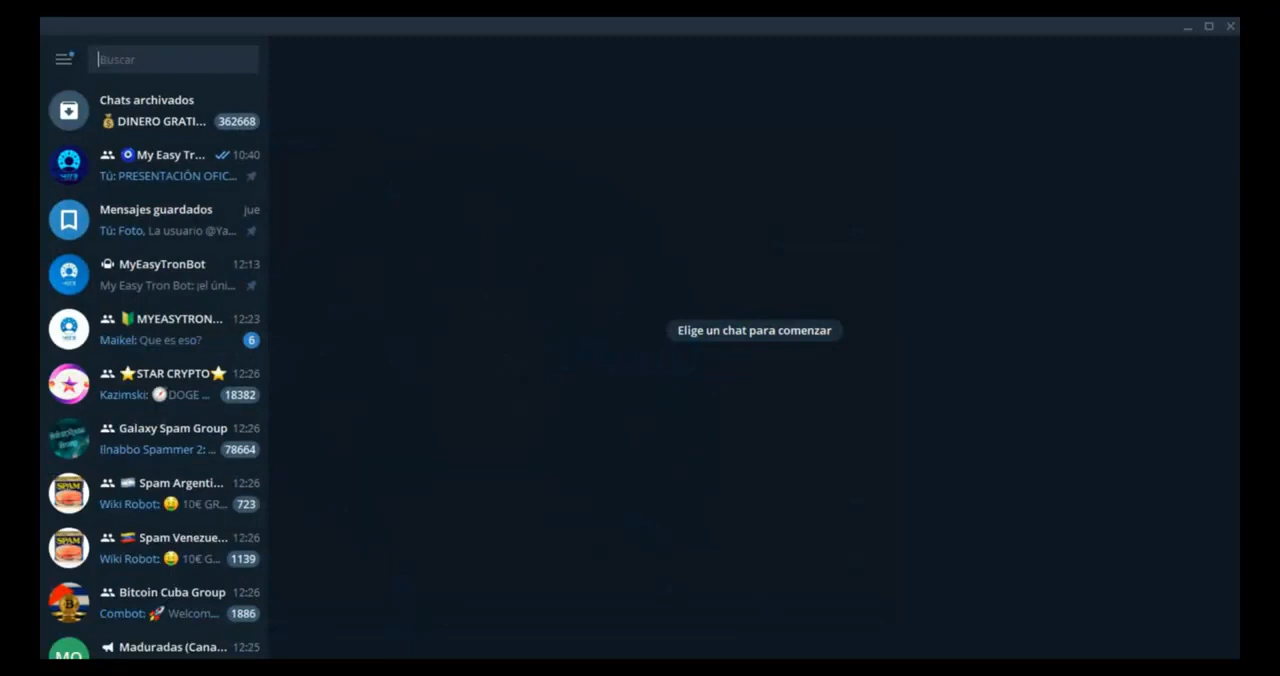 Buscar
Chats archivados
💰 DINERO GRATI... 362668
My Easy Tr... 10:40
Tú: PRESENTACIÓN OFIC...
Mensajes guardados jue
Tú: Foto, La usuario @Ya...
MyEasyTronBot 12:13
My Easy Tron Bot: ¡el úni...
🔰 MYEASYTRON... 12:23
Maikel: Que es eso? 6
⭐STAR CRYPTO⭐ 12:26
Kazimski: 🧭DOGE ... 18382
Galaxy Spam Group 12:26
Ilnabbo Spammer 2: ... 78664
🇦🇷 Spam Argenti... 12:26
Wiki Robot: 🤑 10€ GR... 723
🇻🇪 Spam Venezue... 12:26
Wiki Robot: 🤑 10€ G... 1139
Bitcoin Cuba Group 12:26
Combot: 🚀 Welcom... 1886
Maduradas (Cana... 12:25
MO
Elige un chat para comenzar
SPAM
SPAM